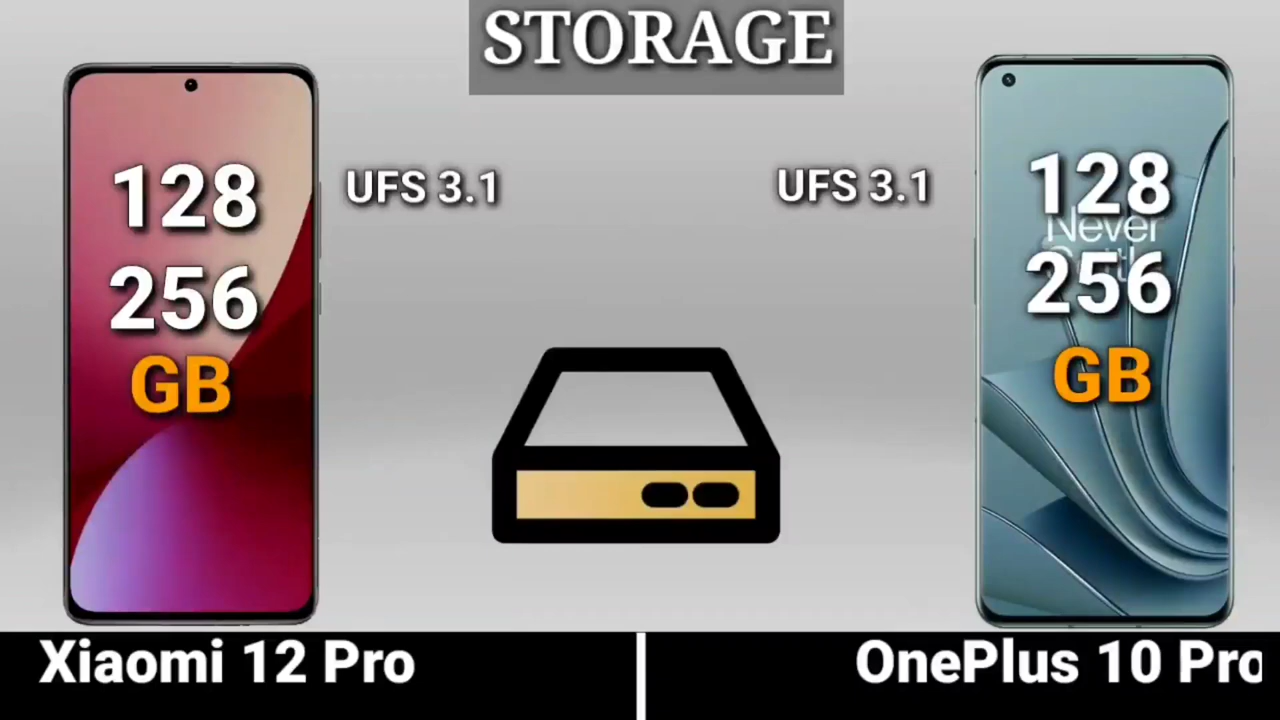 STORAGE
128
256
GB
UFS 3.1
UFS 3.1
128
Never
256
GB
Xiaomi 12 Pro
OnePlus 10 Pro